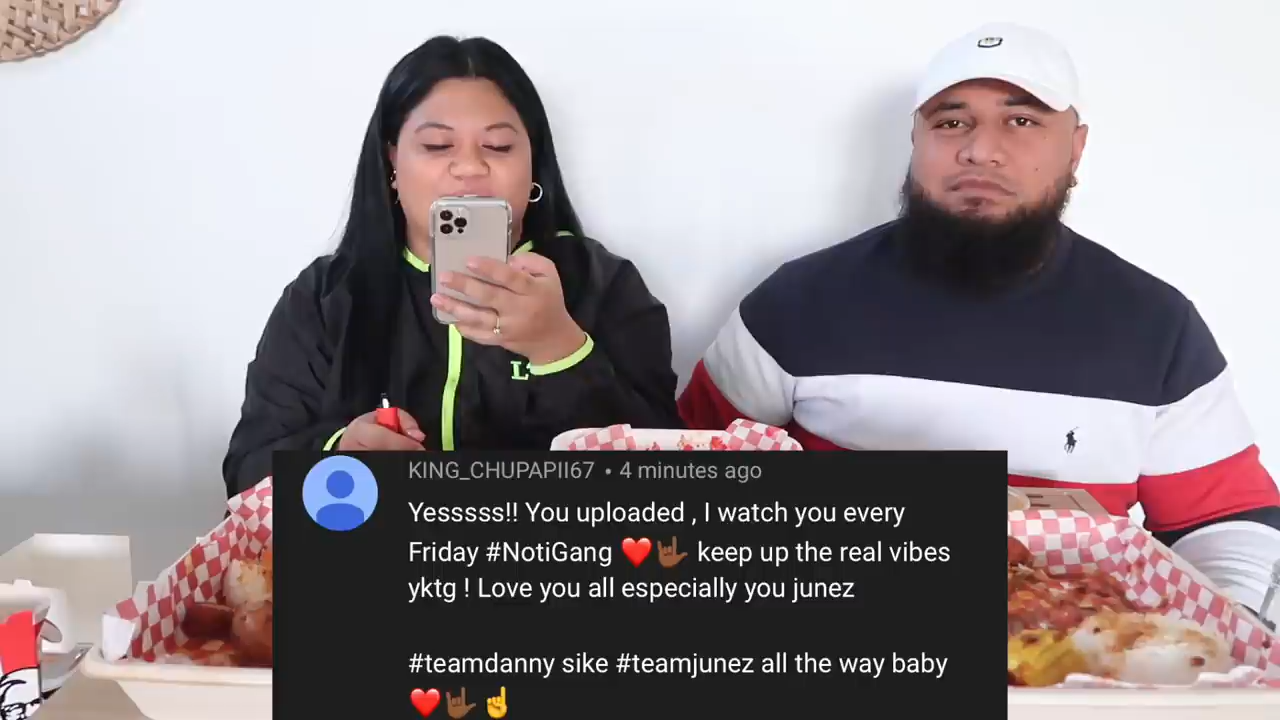 L
KING_CHUPAPII67 • 4 minutes ago
Yesssss!! You uploaded , I watch you every
Friday #NotiGang ❤️🤟🏾 keep up the real vibes
yktg ! Love you all especially you junez
#teamdanny sike #teamjunez all the way baby
❤️🤟🏾☝️